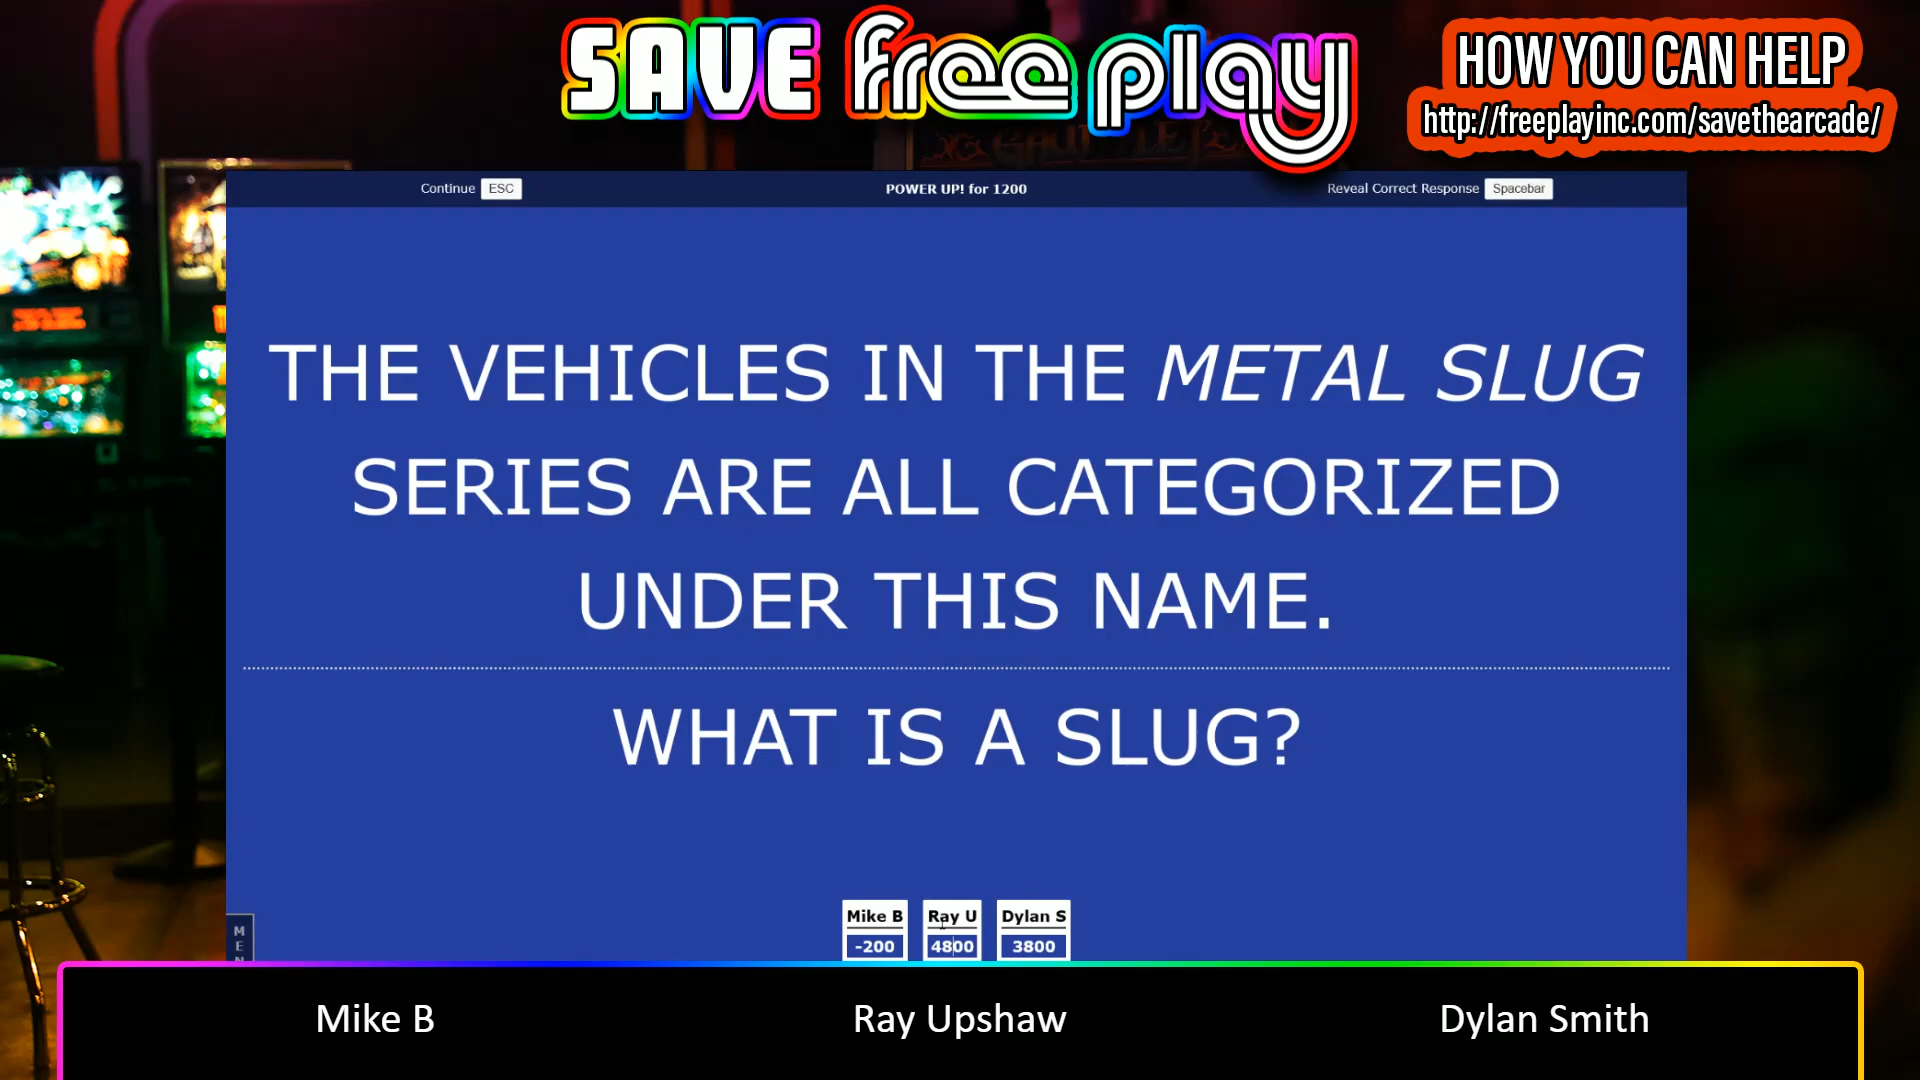 SAVE free play
HOW YOU CAN HELP
http://freeplayinc.com/savethearcade/
Continue ESC
POWER UP! for 1200
Reveal Correct Response Spacebar
THE VEHICLES IN THE METAL SLUG
SERIES ARE ALL CATEGORIZED
UNDER THIS NAME.
WHAT IS A SLUG?
Mike B Ray U Dylan S
-200 4800 3800
M
E
Mike B Ray Upshaw Dylan Smith